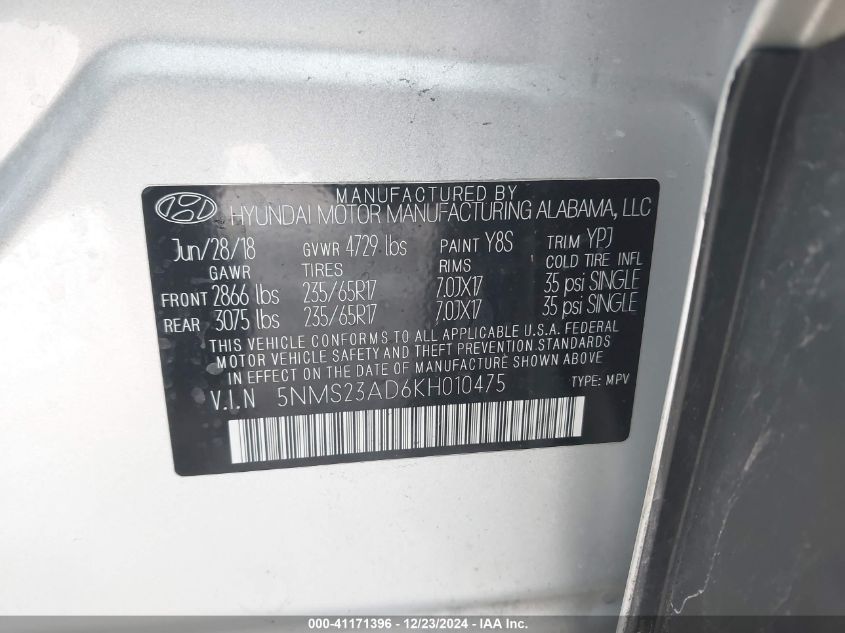 MANUFACTURED BY
HYUNDAI MOTOR MANUFACTURING ALABAMA, LLC
Jun/28/18 GVWR 4729 lbs PAINT Y8S TRIM YPJ
GAWR TIRES RIMS COLD TIRE INFL
FRONT 2866 lbs 235/65R17 7.0JX17 35 psi SINGLE
REAR 3075 lbs 235/65R17 7.0JX17 35 psi SINGLE
THIS VEHICLE CONFORMS TO ALL APPLICABLE U.S.A. FEDERAL
MOTOR VEHICLE SAFETY AND THEFT PREVENTION STANDARDS
IN EFFECT ON THE DATE OF MANUFACTURE SHOWN ABOVE
V.I.N 5NMS23AD6KH010475 TYPE: MPV
000-41171396 - 12/23/2024 - IAAI.com